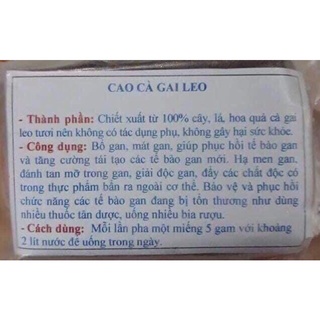 CAO CÀ GAI LEO
- Thành phần: Chiết xuất từ 100% cây, lá, hoa quả cà gai
leo tươi nên không có tác dụng phụ, không gây hại sức khỏe.
- Công dụng: Bổ gan, mát gan, giúp phục hồi tế bào gan
và tăng cường tái tạo các tế bào gan mới. Hạ men gan,
đánh tan mỡ trong gan, giải độc gan, đẩy các chất độc có
trong thực phẩm bẩn ra ngoài cơ thể. Bảo vệ và phục hồi
chức năng các tế bào gan đang bị tổn thương như dùng
nhiều thuốc tân dược, uống nhiều bia rượu.
- Cách dùng: Mỗi lần pha một miếng 5 gam với khoảng
2 lít nước để uống trong ngày.